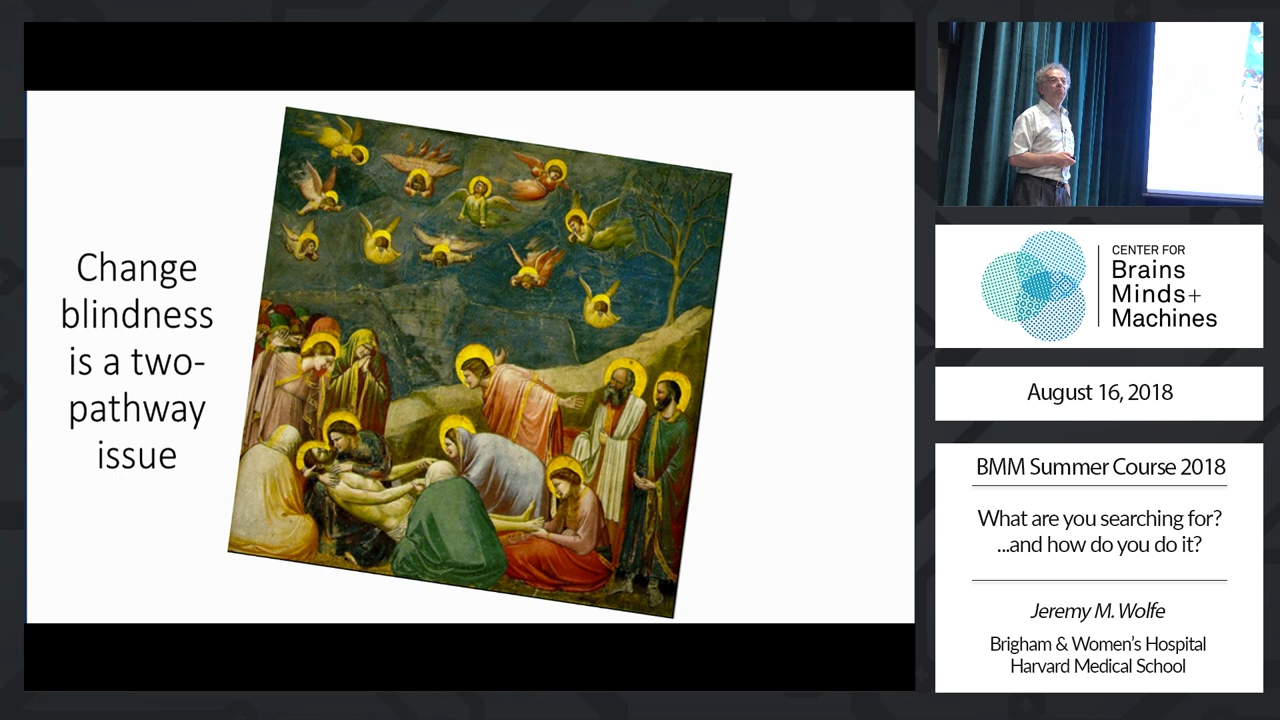 Change
blindness
is a two-
pathway
issue
CENTER FOR
Brains
Minds+
Machines
August 16, 2018
BMM Summer Course 2018
What are you searching for?
...and how do you do it?
Jeremy M. Wolfe
Brigham & Women's Hospital
Harvard Medical School